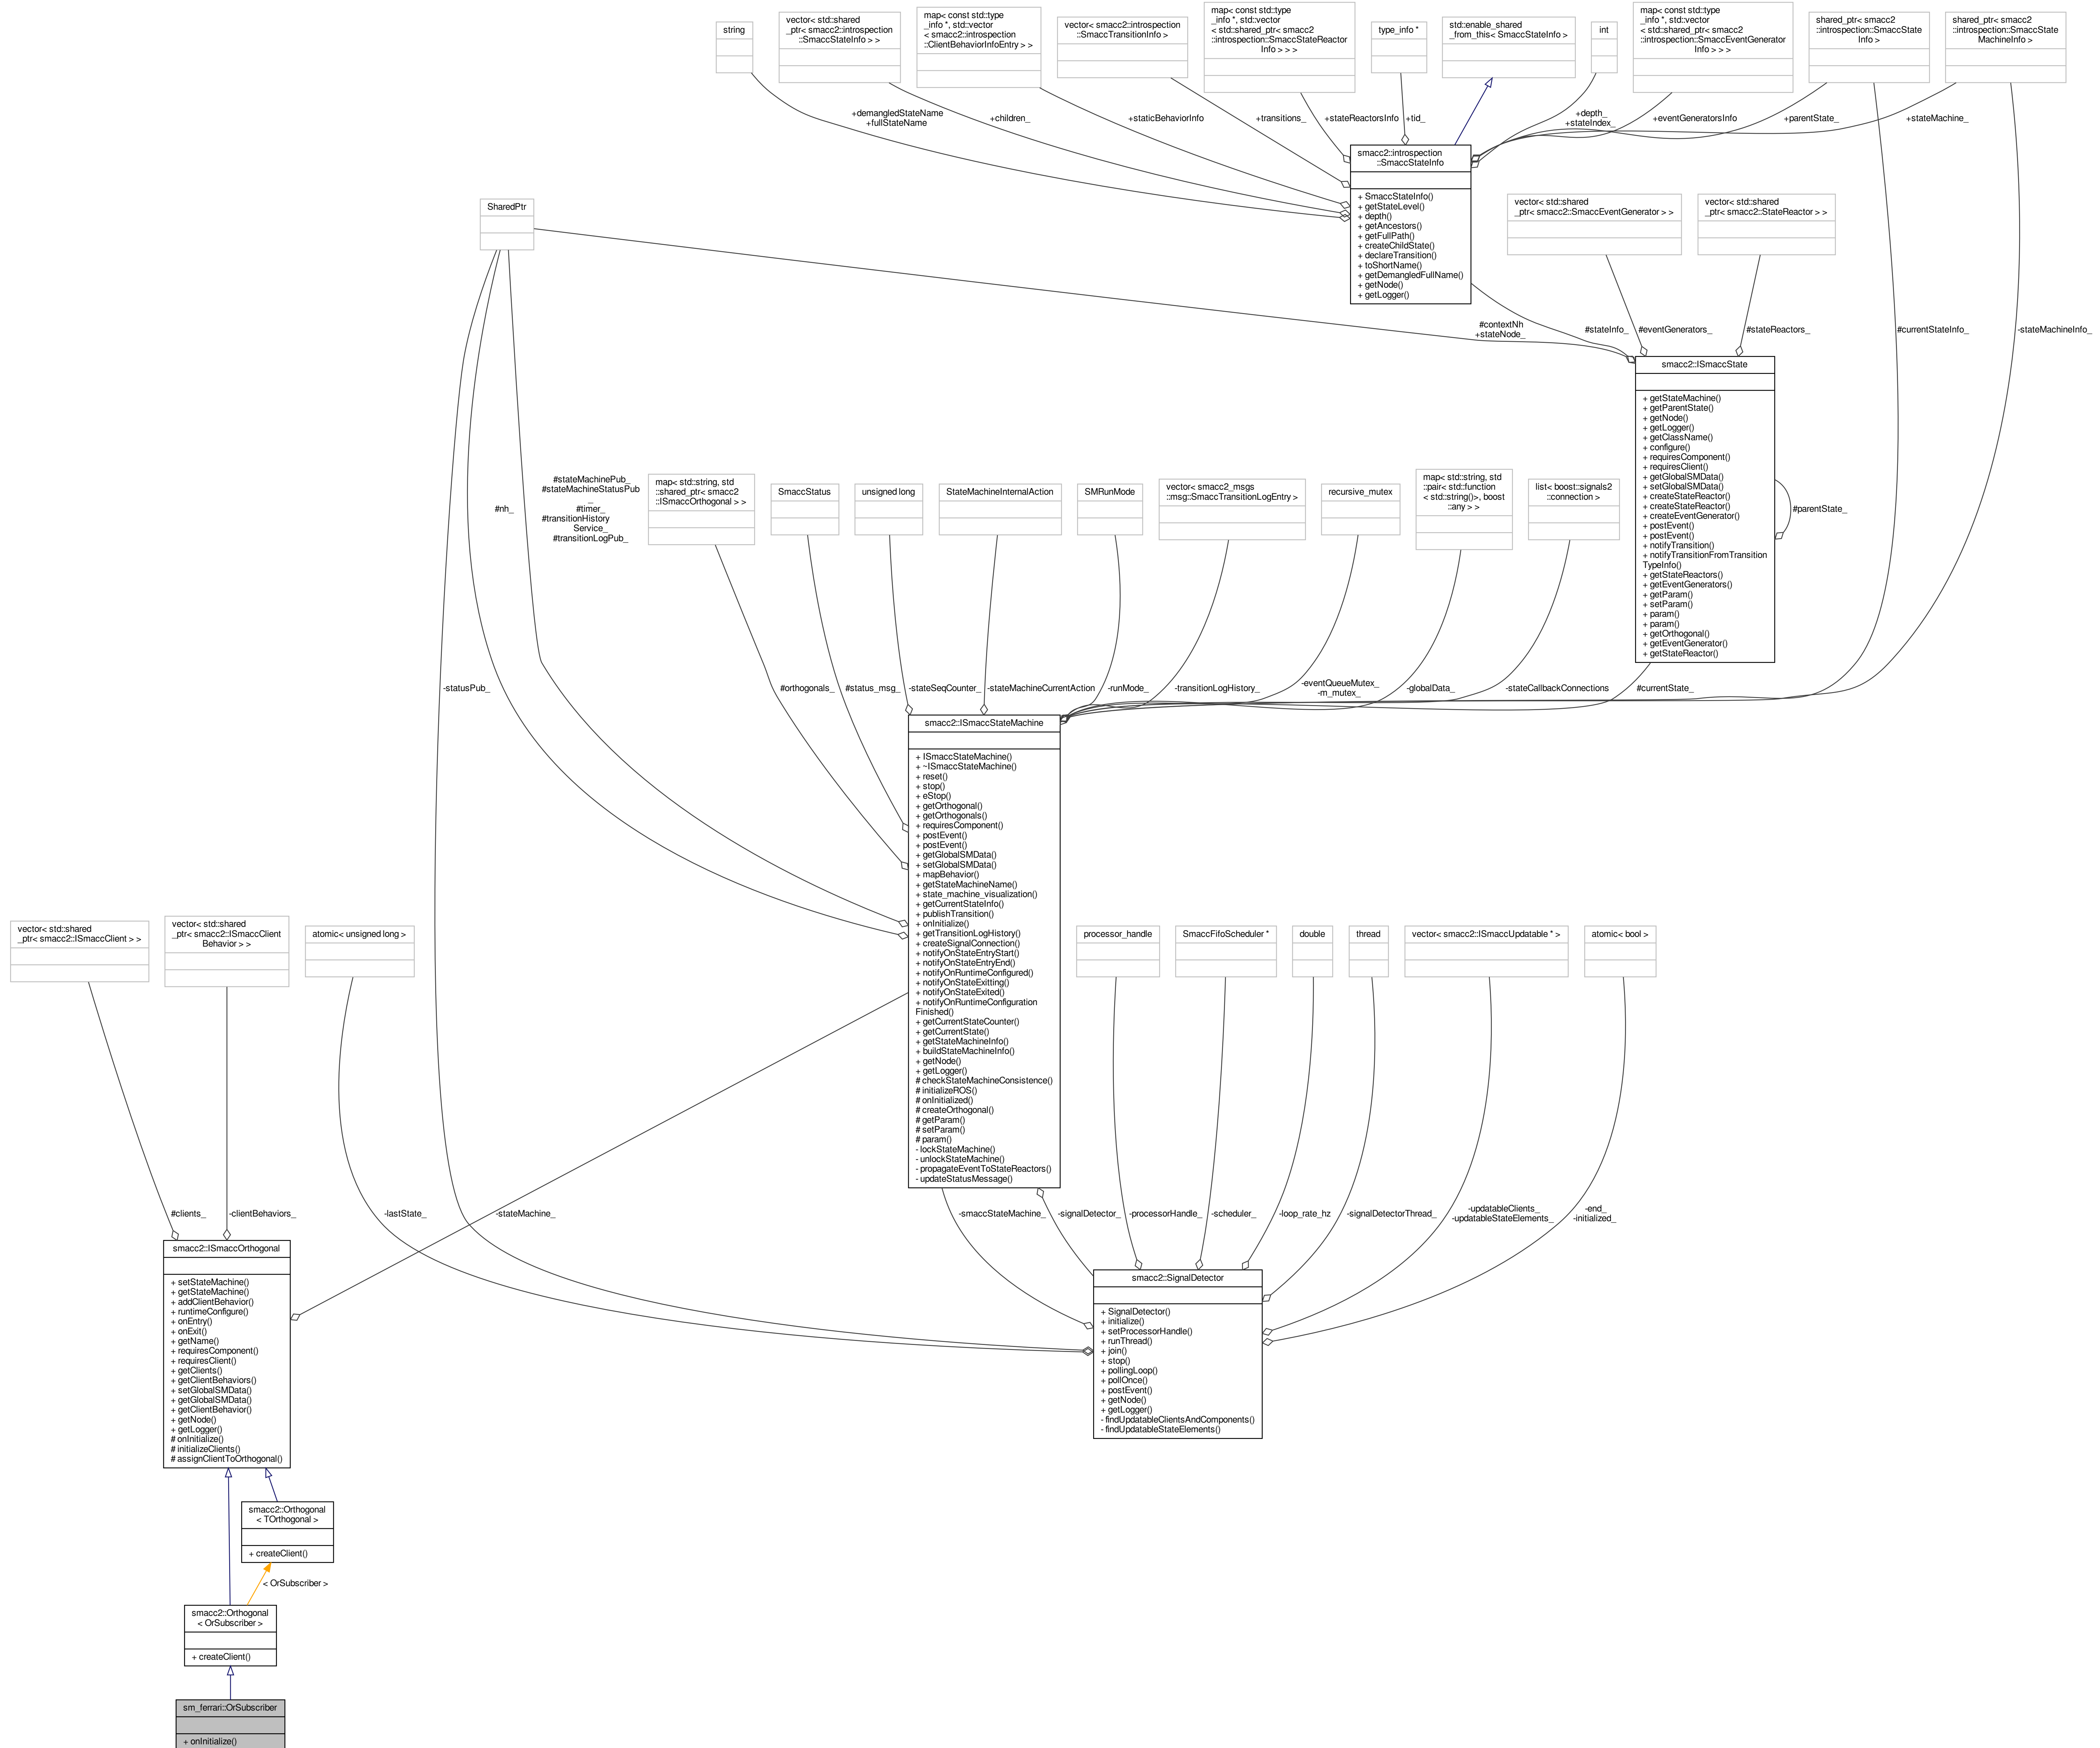 string
vector< std::shared
_ptr< smacc2::introspection
::SmaccStateInfo > >
map< const std::type
_info *, std::vector
< smacc2::introspection
::ClientBehaviorInfoEntry > >
vector< smacc2::introspection
::SmaccTransitionInfo >
map< const std::type
_info *, std::vector
< std::shared_ptr< smacc2
::introspection::SmaccStateReactor
Info > > >
type_info *
std::enable_shared
_from_this< SmaccStateInfo >
int
map< const std::type
_info *, std::vector
< std::shared_ptr< smacc2
::introspection::SmaccEventGenerator
Info > > >
shared_ptr< smacc2
::introspection::SmaccState
Info >
shared_ptr< smacc2
::introspection::SmaccState
MachineInfo >
+demangledStateName
+fullStateName
+children_
+staticBehaviorInfo
+transitions_
+stateReactorsInfo
+tid_
+depth_
+stateIndex_
+eventGeneratorsInfo
+parentState_
+stateMachine_
smacc2::introspection
::SmaccStateInfo
+ SmaccStateInfo()
+ getStateLevel()
+ depth()
+ getAncestors()
+ getFullPath()
+ createChildState()
+ declareTransition()
+ toShortName()
+ getDemangledFullName()
+ getNode()
+ getLogger()
SharedPtr
vector< std::shared
_ptr< smacc2::SmaccEventGenerator > >
vector< std::shared
_ptr< smacc2::StateReactor > >
#contextNh
+stateNode_
#stateInfo_
#eventGenerators_
#stateReactors_
#currentStateInfo_
-stateMachineInfo_
smacc2::ISmaccState
+ getStateMachine()
+ getParentState()
+ getNode()
+ getLogger()
+ getClassName()
+ configure()
+ requiresComponent()
+ requiresClient()
+ getGlobalSMData()
+ setGlobalSMData()
+ createStateReactor()
+ createStateReactor()
+ createEventGenerator()
+ postEvent()
+ postEvent()
+ notifyTransition()
+ notifyTransitionFromTransition
TypeInfo()
+ getStateReactors()
+ getEventGenerators()
+ getParam()
+ setParam()
+ param()
+ param()
+ getOrthogonal()
+ getEventGenerator()
+ getStateReactor()
#parentState_
#nh_
#stateMachinePub_
#stateMachineStatusPub
_
#timer_
#transitionHistory
Service_
#transitionLogPub_
map< std::string, std
::shared_ptr< smacc2
::ISmaccOrthogonal > >
SmaccStatus
unsigned long
StateMachineInternalAction
SMRunMode
vector< smacc2_msgs
::msg::SmaccTransitionLogEntry >
recursive_mutex
map< std::string, std
::pair< std::function
< std::string()>, boost
::any > >
list< boost::signals2
::connection >
-statusPub_
#orthogonals_
#status_msg_
-stateSeqCounter_
-stateMachineCurrentAction
-runMode_
-transitionLogHistory_
-eventQueueMutex_
-m_mutex_
-globalData_
-stateCallbackConnections
#currentState_
smacc2::ISmaccStateMachine
+ ISmaccStateMachine()
+ ~ISmaccStateMachine()
+ reset()
+ stop()
+ eStop()
+ getOrthogonal()
+ getOrthogonals()
+ requiresComponent()
+ postEvent()
+ postEvent()
+ getGlobalSMData()
+ setGlobalSMData()
+ mapBehavior()
+ getStateMachineName()
+ state_machine_visualization()
+ getCurrentStateInfo()
+ publishTransition()
+ onInitialize()
+ getTransitionLogHistory()
+ createSignalConnection()
+ notifyOnStateEntryStart()
+ notifyOnStateEntryEnd()
+ notifyOnRuntimeConfigured()
+ notifyOnStateExitting()
+ notifyOnStateExited()
+ notifyOnRuntimeConfiguration
Finished()
+ getCurrentStateCounter()
+ getCurrentState()
+ getStateMachineInfo()
+ buildStateMachineInfo()
+ getNode()
+ getLogger()
# checkStateMachineConsistence()
# initializeROS()
# onInitialized()
# createOrthogonal()
# getParam()
# setParam()
# param()
- lockStateMachine()
- unlockStateMachine()
- propagateEventToStateReactors()
- updateStatusMessage()
vector< std::shared
_ptr< smacc2::ISmaccClient > >
vector< std::shared
_ptr< smacc2::ISmaccClient
Behavior > >
atomic< unsigned long >
processor_handle
SmaccFifoScheduler *
double
thread
vector< smacc2::ISmaccUpdatable * >
atomic< bool >
#clients_
-clientBehaviors_
-lastState_
-stateMachine_
-smaccStateMachine_
-signalDetector_
-processorHandle_
-scheduler_
-loop_rate_hz
-signalDetectorThread_
-updatableClients_
-updatableStateElements_
-end_
-initialized_
smacc2::ISmaccOrthogonal
+ setStateMachine()
+ getStateMachine()
+ addClientBehavior()
+ runtimeConfigure()
+ onEntry()
+ onExit()
+ getName()
+ requiresComponent()
+ requiresClient()
+ getClients()
+ getClientBehaviors()
+ setGlobalSMData()
+ getGlobalSMData()
+ getClientBehavior()
+ getNode()
+ getLogger()
# onInitialize()
# initializeClients()
# assignClientToOrthogonal()
smacc2::SignalDetector
+ SignalDetector()
+ initialize()
+ setProcessorHandle()
+ runThread()
+ join()
+ stop()
+ pollingLoop()
+ pollOnce()
+ postEvent()
+ getNode()
+ getLogger()
- findUpdatableClientsAndComponents()
- findUpdatableStateElements()
smacc2::Orthogonal
< TOrthogonal >
+ createClient()
< OrSubscriber >
smacc2::Orthogonal
< OrSubscriber >
+ createClient()
sm_ferrari::OrSubscriber
+ onInitialize()